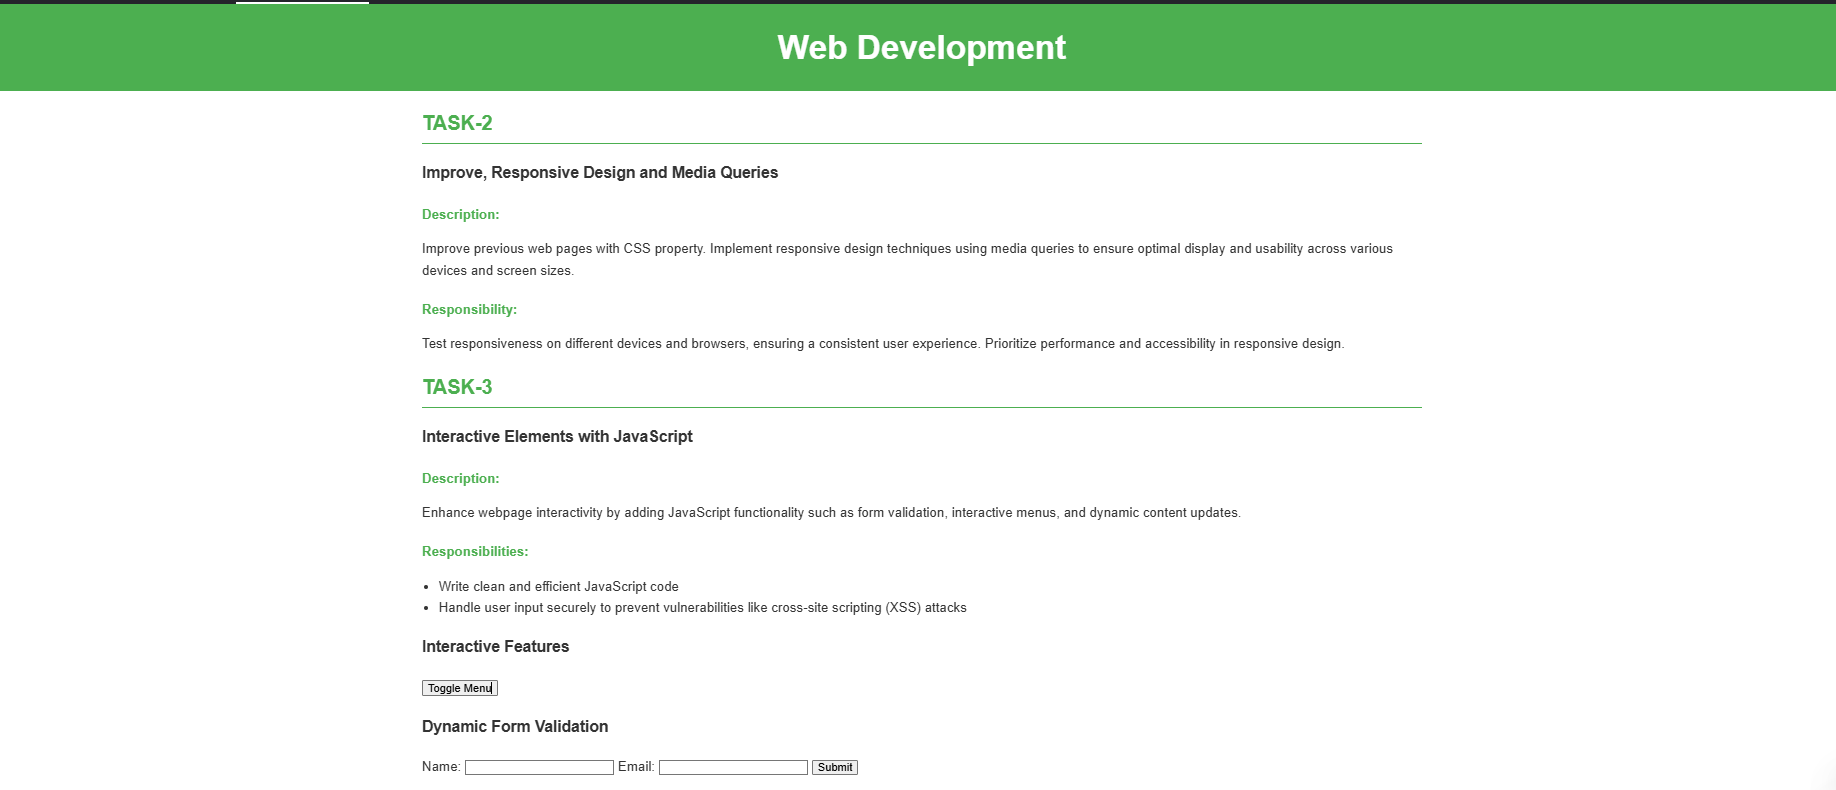 Web Development
TASK-2
Improve, Responsive Design and Media Queries
Description:
Improve previous web pages with CSS property. Implement responsive design techniques using media queries to ensure optimal display and usability across various
devices and screen sizes.
Responsibility:
Test responsiveness on different devices and browsers, ensuring a consistent user experience. Prioritize performance and accessibility in responsive design.
TASK-3
Interactive Elements with JavaScript
Description:
Enhance webpage interactivity by adding JavaScript functionality such as form validation, interactive menus, and dynamic content updates.
Responsibilities:
• Write clean and efficient JavaScript code
• Handle user input securely to prevent vulnerabilities like cross-site scripting (XSS) attacks
Interactive Features
Toggle Menu
Dynamic Form Validation
Name: Email: Submit